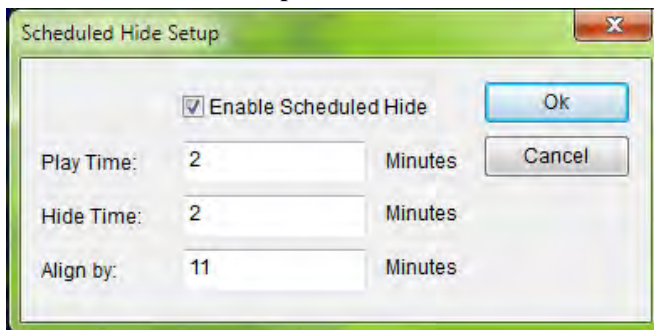 Scheduled Hide Setup
Enable Scheduled Hide
Ok
Play Time: 2 Minutes
Cancel
Hide Time: 2 Minutes
Align by: 11 Minutes